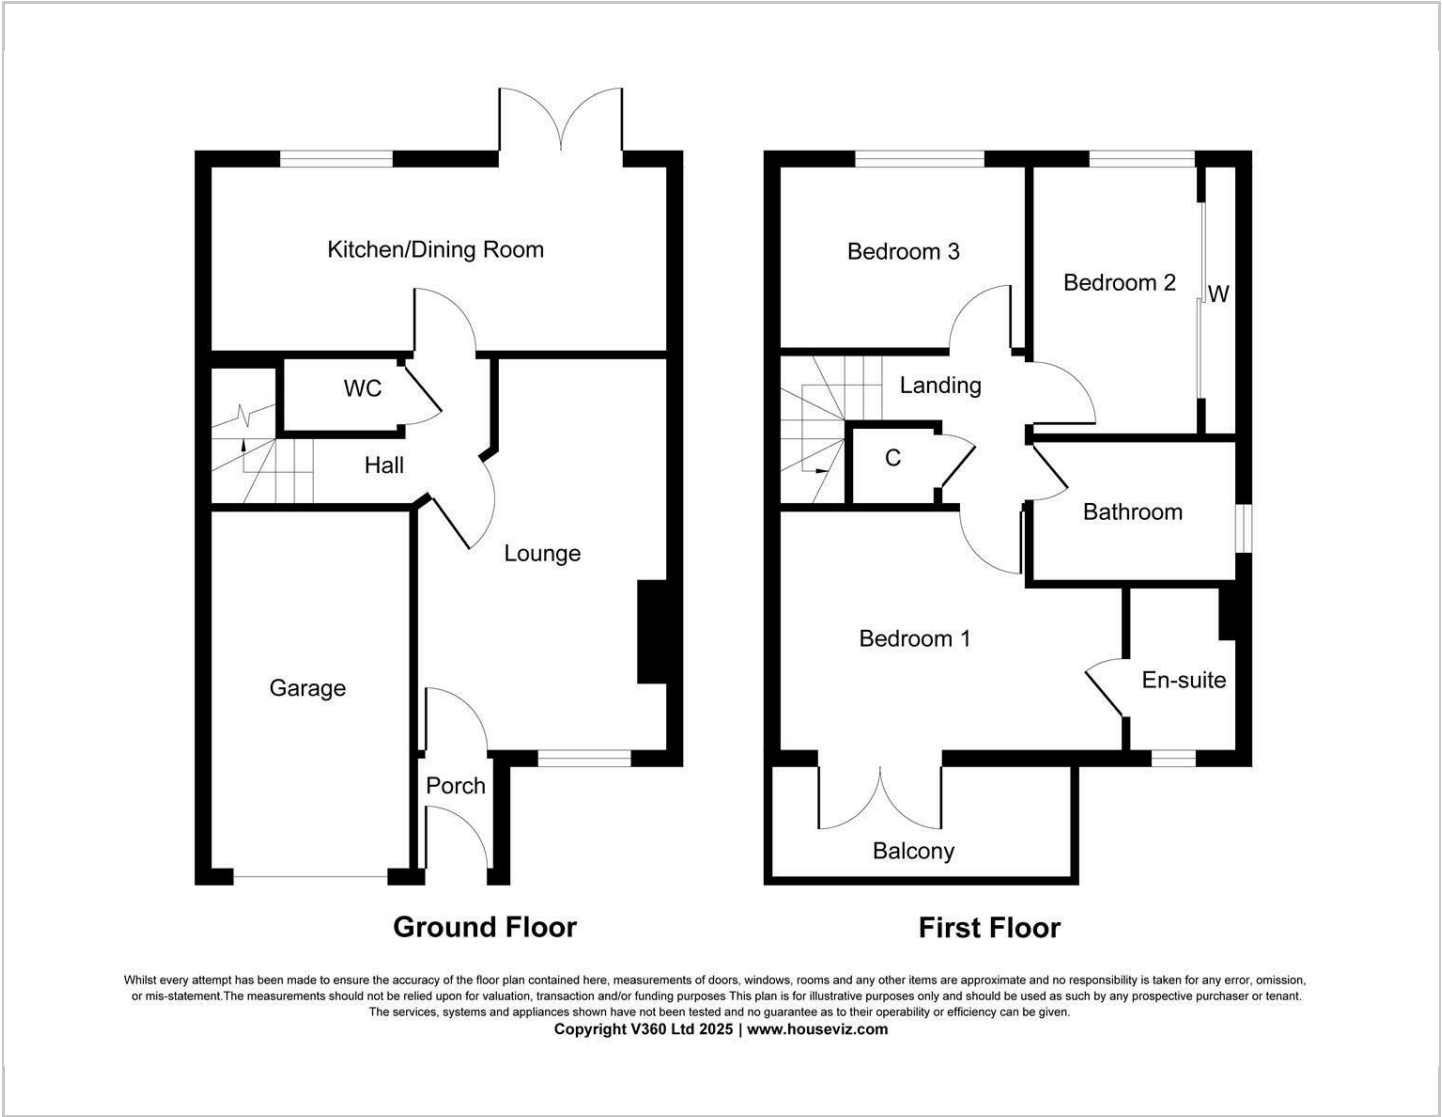 Kitchen/Dining Room
WC
Hall
Lounge
Garage
Porch
Ground Floor
Bedroom 3
Bedroom 2
W
Landing
C
Bathroom
Bedroom 1
En-suite
Balcony
First Floor
Whilst every attempt has been made to ensure the accuracy of the floor plan contained here, measurements of doors, windows, rooms and any other items are approximate and no responsibility is taken for any error, omission,
or mis-statement.The measurements should not be relied upon for valuation, transaction and/or funding purposes This plan is for illustrative purposes only and should be used as such by any prospective purchaser or tenant.
The services, systems and appliances shown have not been tested and no guarantee as to their operability or efficiency can be given.
Copyright V360 Ltd 2025 | www.houseviz.com